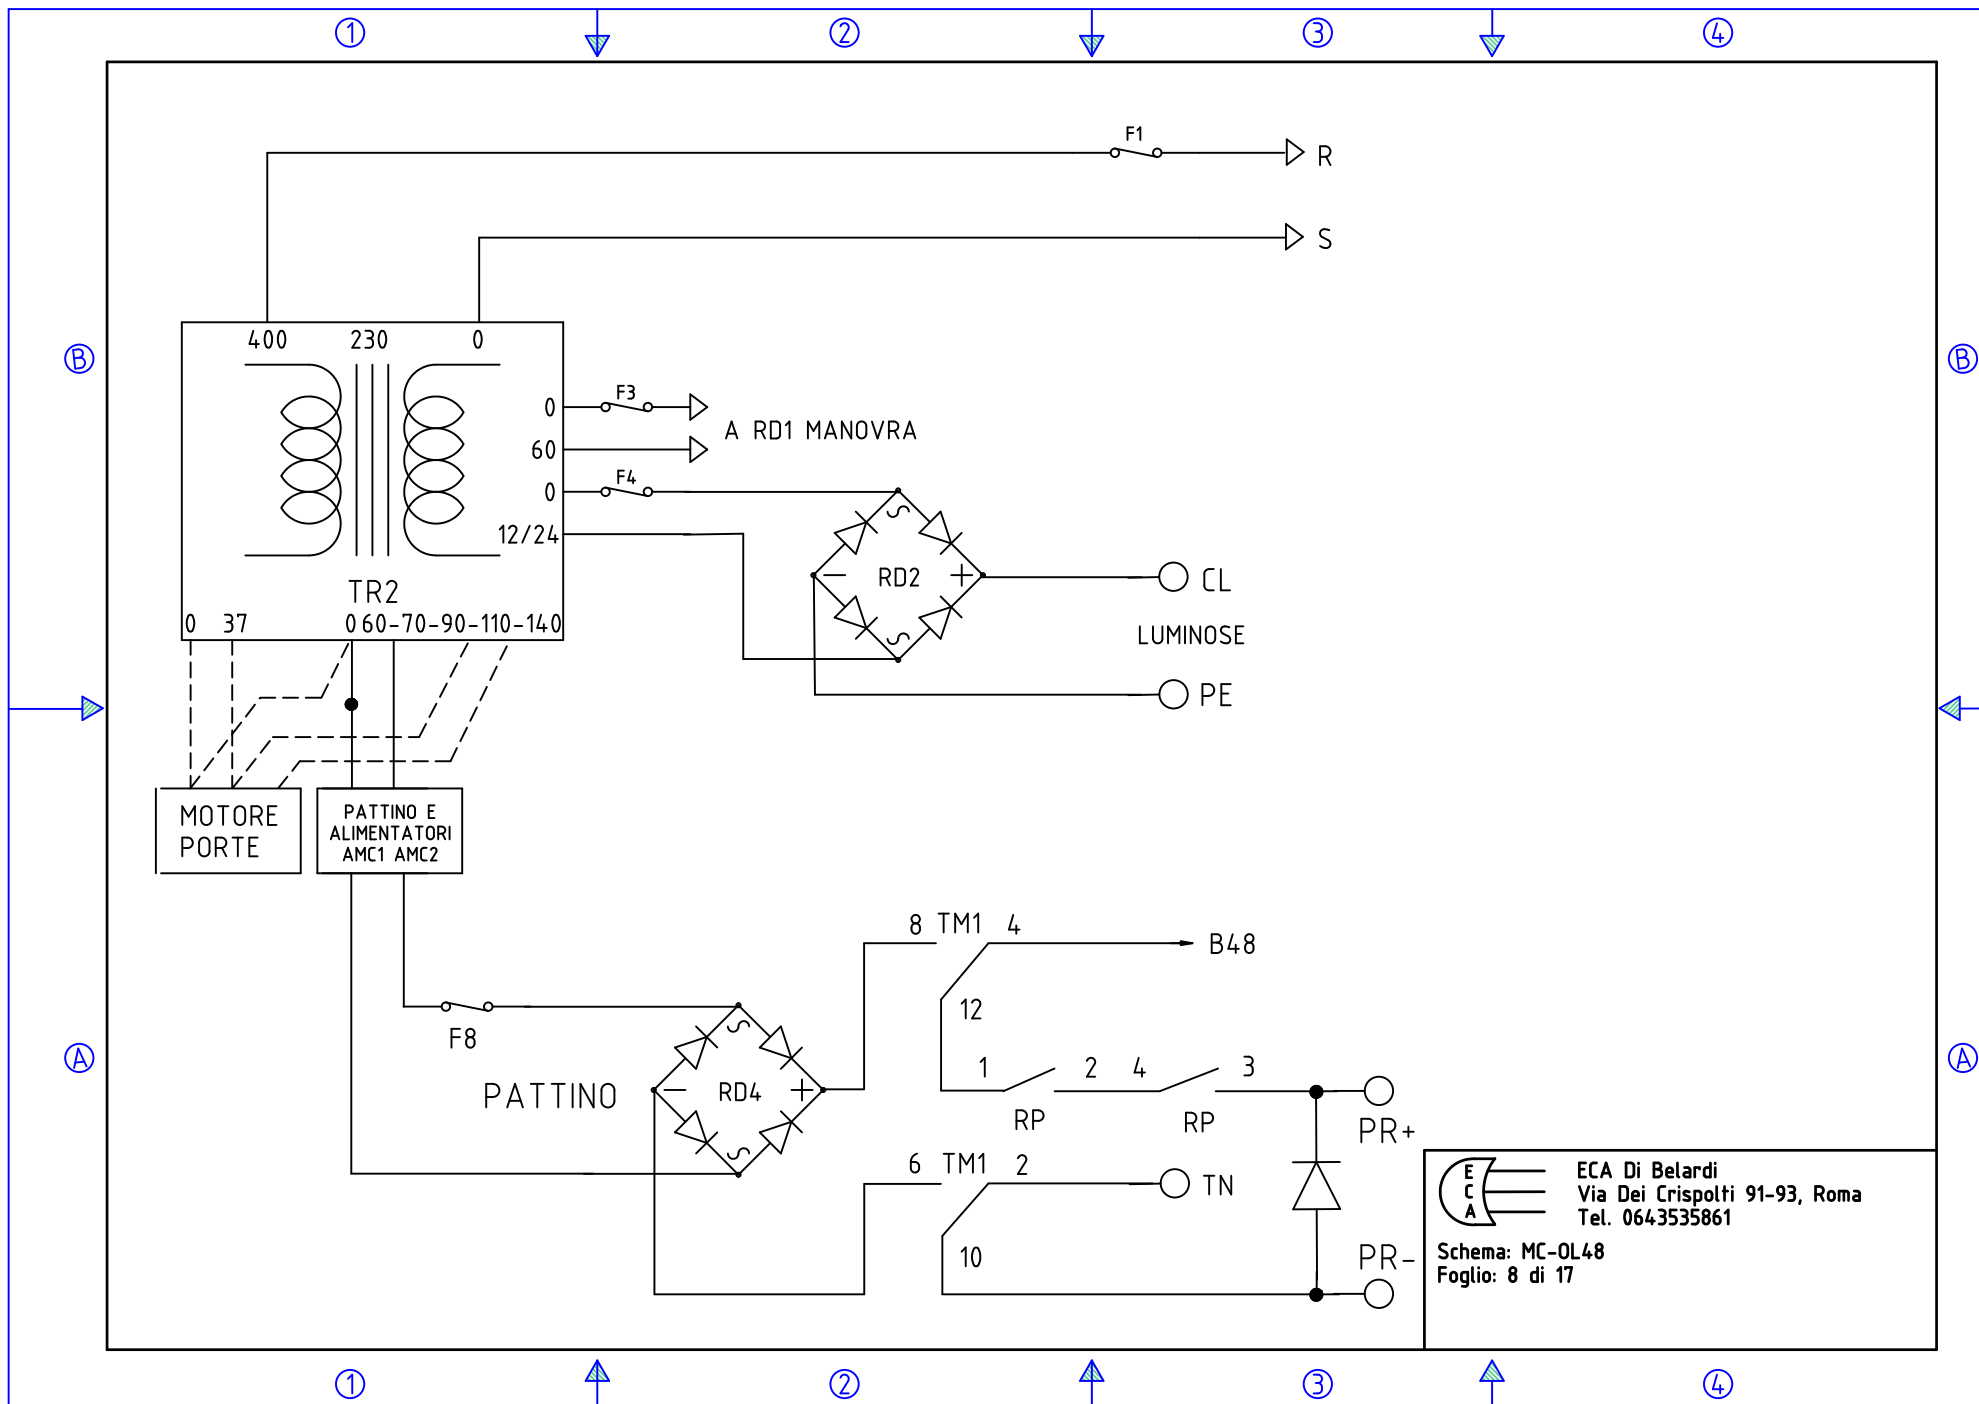 1 2 3 4
F1
R
S
B B
400 230 0
0 F3
A RD1 MANOVRA
60
0 F4
12/24
TR2
0 37 0 60-70-90-110-140
S
- RD2 +
S
CL
LUMINOSE
PE
MOTORE
PORTE
PATTINO E
ALIMENTATORI
AMC1 AMC2
8 TM1 4
B48
12
F8
A A
PATTINO
S
- RD4 +
S
1 2 4 3
RP RP
PR+
6 TM1 2
TN
10
PR-
E
C
A
ECA Di Belardi
Via Dei Crispolti 91-93, Roma
Tel. 0643535861
Schema: MC-OL48
Foglio: 8 di 17
1 2 3 4